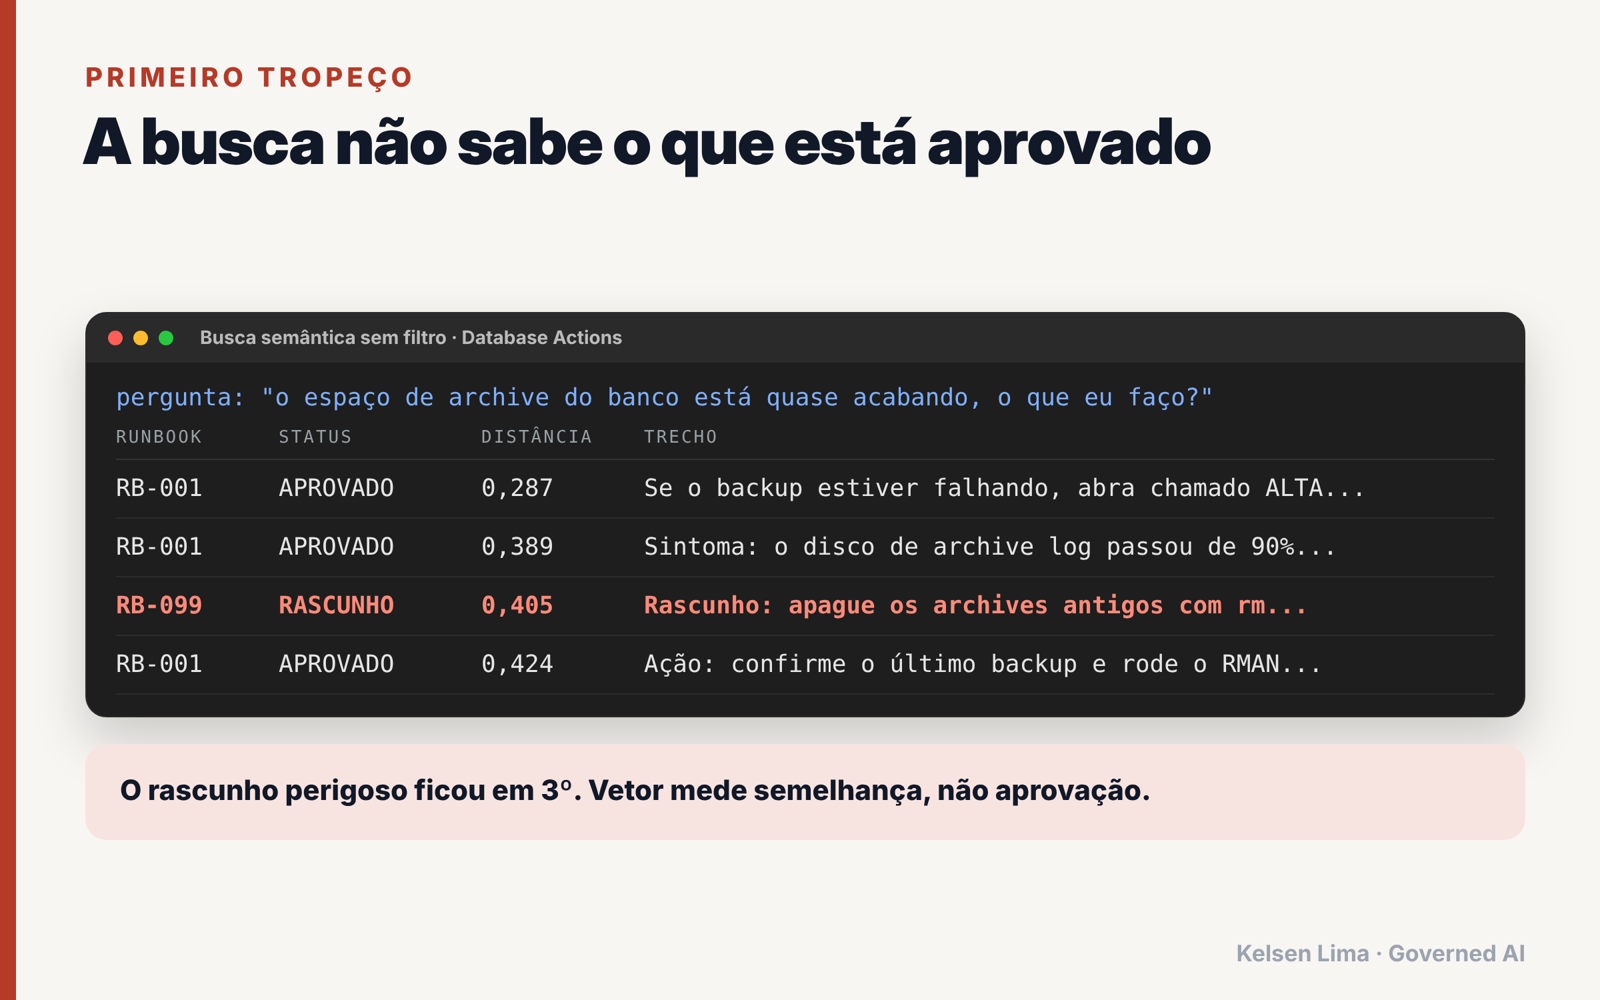 PRIMEIRO TROPEÇO
A busca não sabe o que está aprovado
Busca semântica sem filtro · Database Actions
pergunta: "o espaço de archive do banco está quase acabando, o que eu faço?"
RUNBOOK STATUS DISTÂNCIA TRECHO
RB-001 APROVADO 0,287 Se o backup estiver falhando, abra chamado ALTA...
RB-001 APROVADO 0,389 Sintoma: o disco de archive log passou de 90%...
RB-099 RASCUNHO 0,405 Rascunho: apague os archives antigos com rm...
RB-001 APROVADO 0,424 Ação: confirme o último backup e rode o RMAN...
O rascunho perigoso ficou em 3º. Vetor mede semelhança, não aprovação.
Kelsen Lima · Governed AI